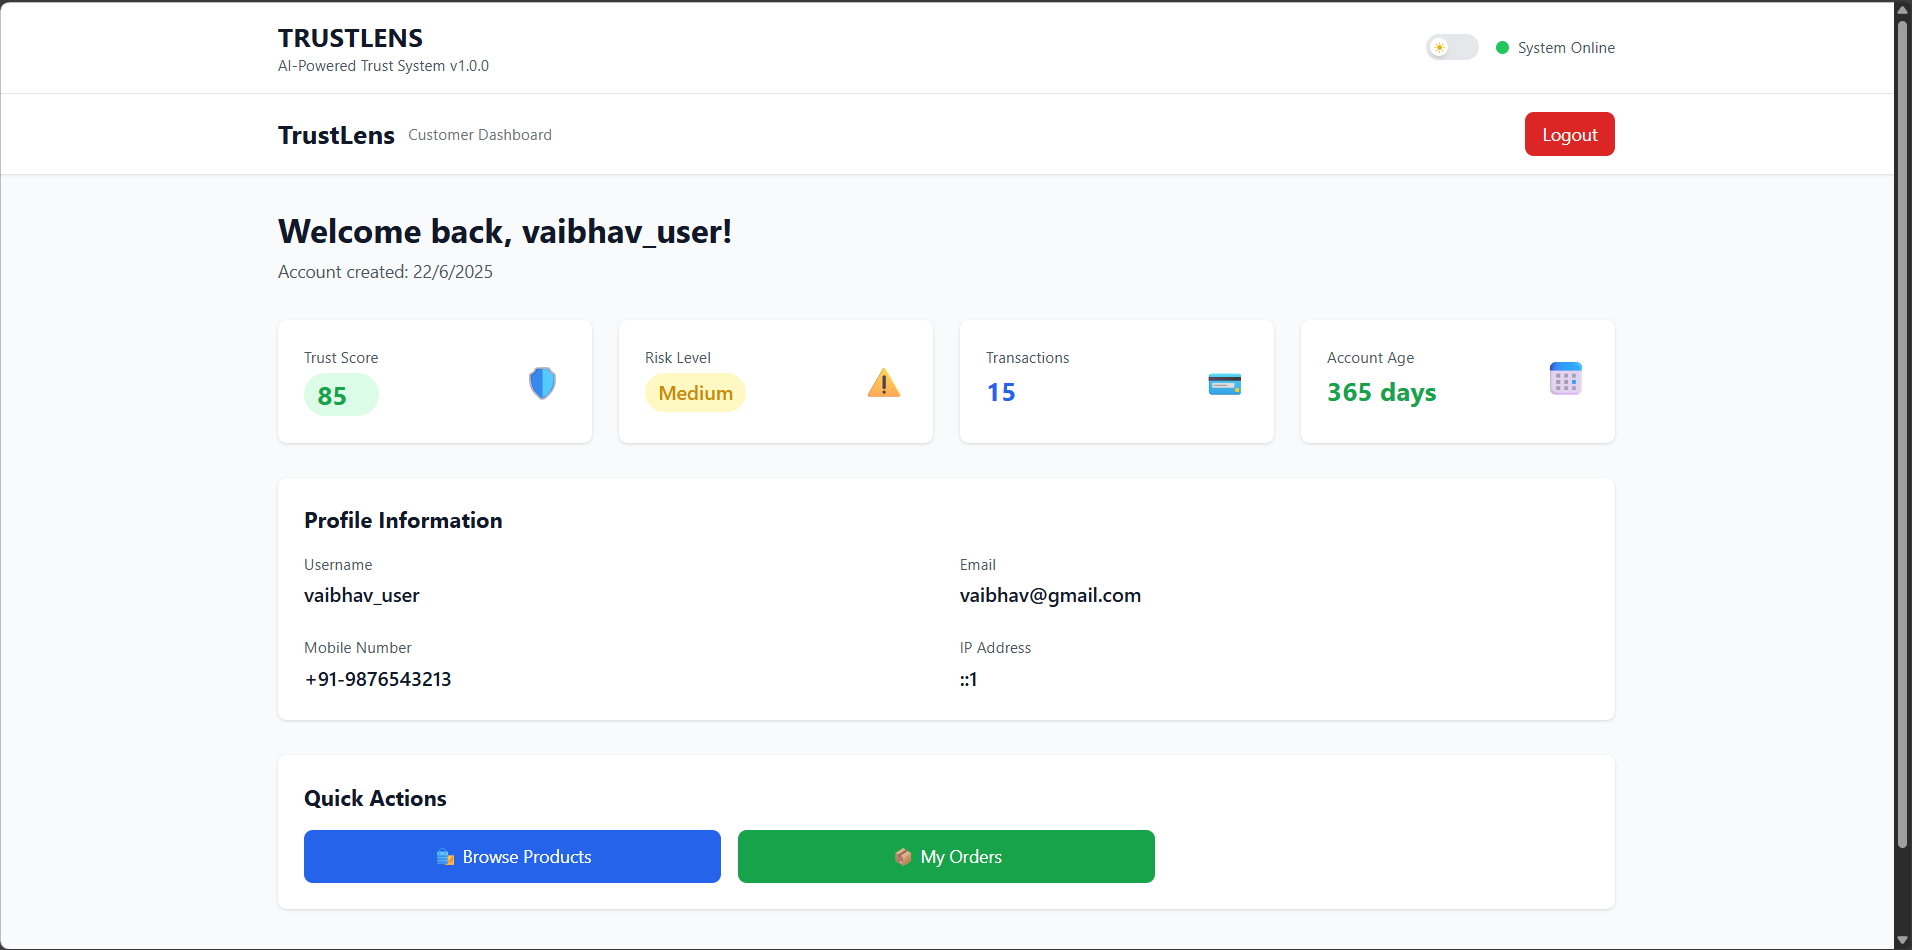 TRUSTLENS
AI-Powered Trust System v1.0.0
System Online
TrustLens Customer Dashboard
Logout
Welcome back, vaibhav_user!
Account created: 22/6/2025
Trust Score
85
Risk Level
Medium
Transactions
15
Account Age
365 days
Profile Information
Username
vaibhav_user
Email
vaibhav@gmail.com
Mobile Number
+91-9876543213
IP Address
::1
Quick Actions
Browse Products
My Orders